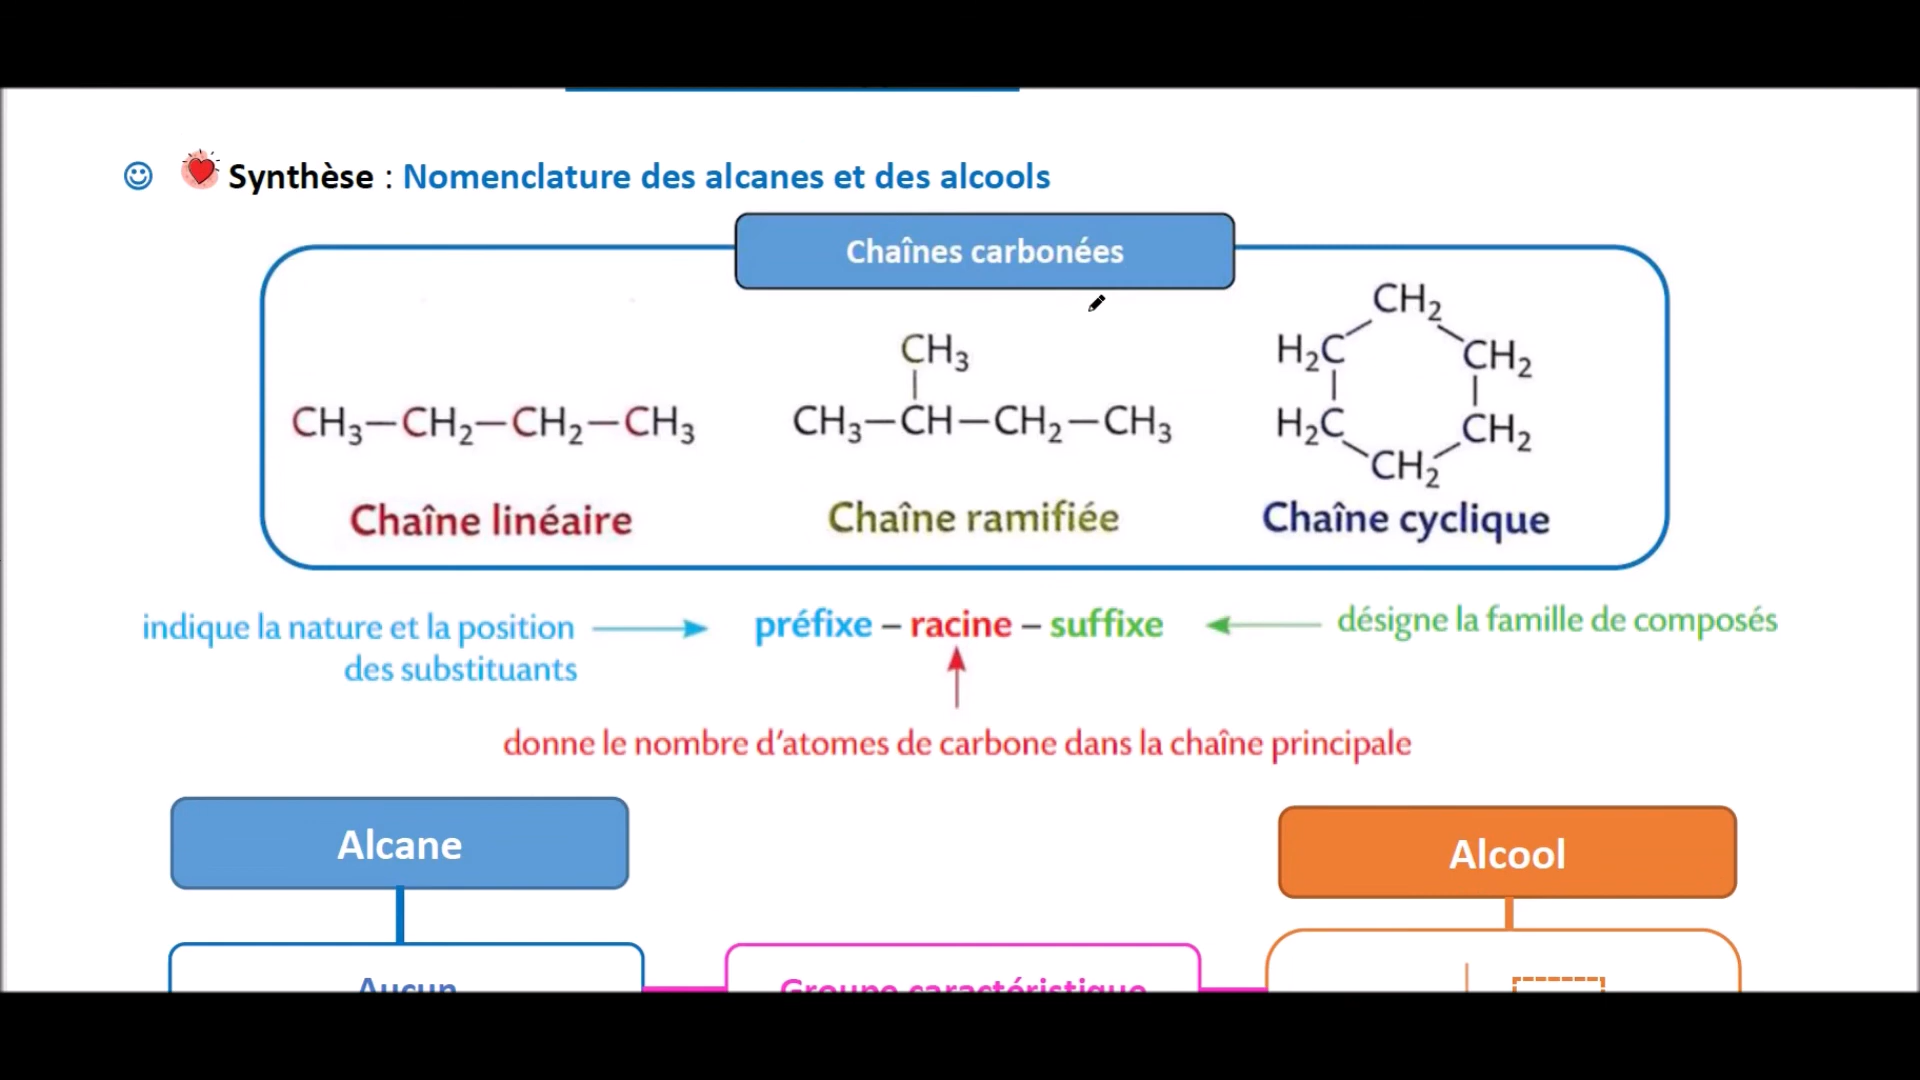 Synthèse : Nomenclature des alcanes et des alcools
Chaînes carbonées
CH3–CH2–CH2–CH3
Chaîne linéaire
CH3
CH3–CH–CH2–CH3
Chaîne ramifiée
CH2
H2C CH2
H2C CH2
CH2
Chaîne cyclique
indique la nature et la position
des substituants
préfixe – racine – suffixe
désigne la famille de composés
donne le nombre d'atomes de carbone dans la chaîne principale
Alcane
Alcool
Aucun
Groupe caractéristique